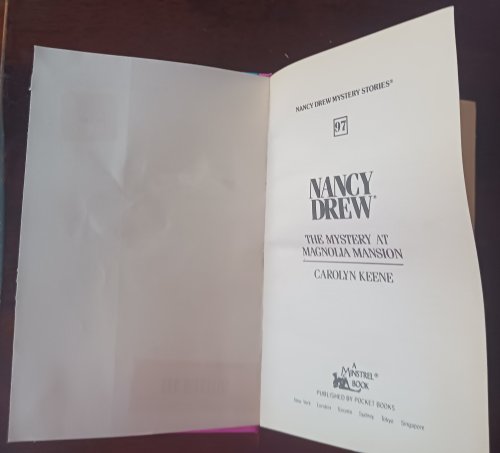 NANCY DREW MYSTERY STORIES®
97
NANCY
DREW®
THE MYSTERY AT
MAGNOLIA MANSION
CAROLYN KEENE
A
MINSTREL®
BOOK
PUBLISHED BY POCKET BOOKS
New York London Toronto Sydney Tokyo Singapore